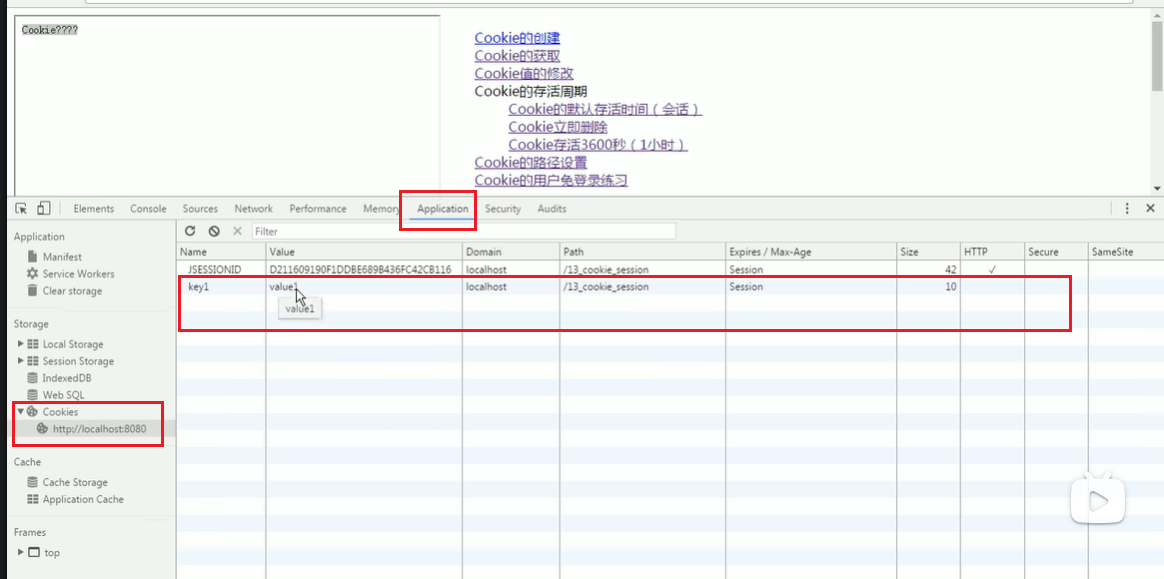 Cookie????
Cookie的创建
Cookie的获取
Cookie值的修改
Cookie的存活周期
Cookie的默认存活时间（会话）
Cookie立即删除
Cookie存活3600秒（1小时）
Cookie的路径设置
Cookie的用户免登录练习
Elements Console Sources Network Performance Memory Application Security Audits
Application
Manifest
Service Workers
Clear storage
Storage
Local Storage
Session Storage
IndexedDB
Web SQL
Cookies
http://localhost:8080
Cache
Cache Storage
Application Cache
Frames
top
Filter
Name Value Domain Path Expires / Max-Age Size HTTP Secure SameSite
JSESSIONID D211609190F1DDBE689B436FC42CB116 localhost /13_cookie_session Session 42 ✓
key1 value1 localhost /13_cookie_session Session 10
value1